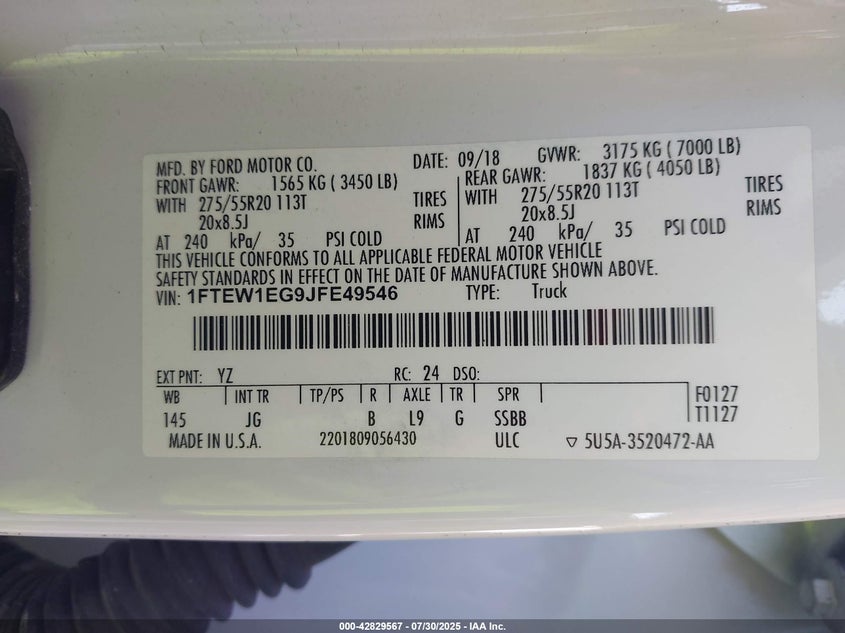 MFD. BY FORD MOTOR CO. DATE: 09/18 GVWR: 3175 KG ( 7000 LB)
FRONT GAWR: 1565 KG ( 3450 LB) REAR GAWR: 1837 KG ( 4050 LB)
WITH 275/55R20 113T TIRES WITH 275/55R20 113T TIRES
20x8.5J RIMS 20x8.5J RIMS
AT 240 kPa/ 35 PSI COLD AT 240 kPa/ 35 PSI COLD
THIS VEHICLE CONFORMS TO ALL APPLICABLE FEDERAL MOTOR VEHICLE
SAFETY STANDARDS IN EFFECT ON THE DATE OF MANUFACTURE SHOWN ABOVE.
VIN: 1FTEW1EG9JFE49546 TYPE: Truck
EXT PNT: YZ RC: 24 DSO:
WB INT TR TP/PS R AXLE TR SPR F0127
145 JG B L9 G SSBB T1127
MADE IN U.S.A. 2201809056430 ULC 5U5A-3520472-AA
000-42829567 - 07/30/2025 - IAA Inc.